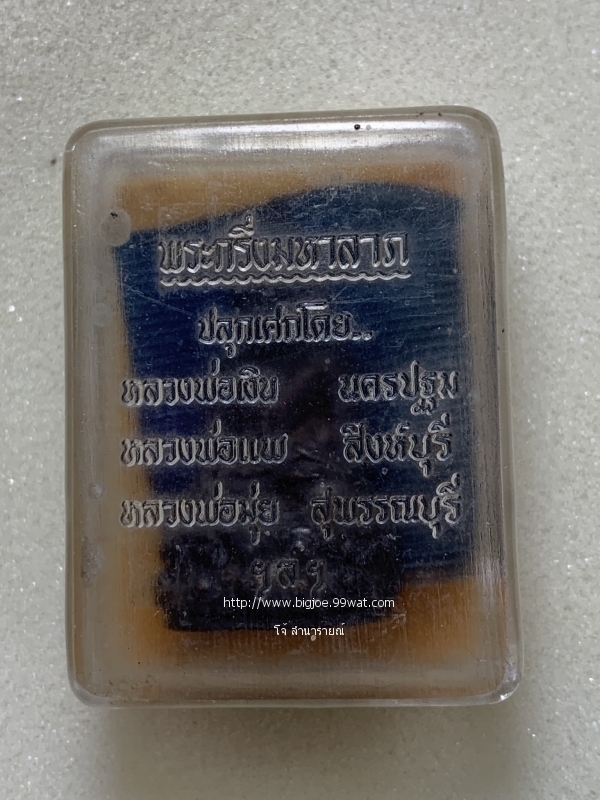 พระกริ่งมหาลาภ
ปลุกเศกโดย..
หลวงพ่อเงิน นครปฐม
หลวงพ่อแพ สิงห์บุรี
หลวงพ่อมุ่ย สุพรรณบุรี
ฯลฯ
http://www.bigjoe.99wat.com
โจ้ สานุรายณ์